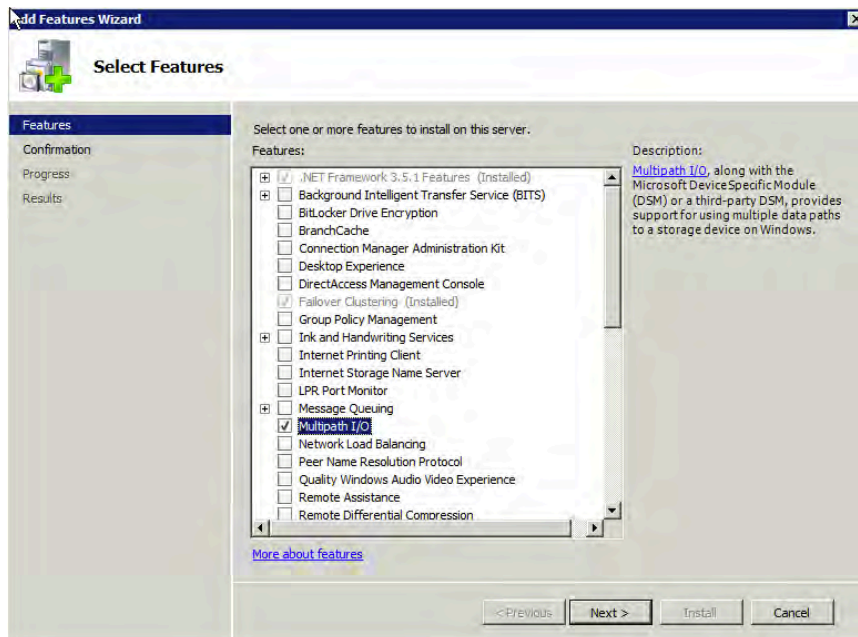 Add Features Wizard
Select Features
Features
Confirmation
Progress
Results
Select one or more features to install on this server.
Features:
.NET Framework 3.5.1 Features (Installed)
Background Intelligent Transfer Service (BITS)
BitLocker Drive Encryption
BranchCache
Connection Manager Administration Kit
Desktop Experience
DirectAccess Management Console
Failover Clustering (Installed)
Group Policy Management
Ink and Handwriting Services
Internet Printing Client
Internet Storage Name Server
LPR Port Monitor
Message Queuing
Multipath I/O
Network Load Balancing
Peer Name Resolution Protocol
Quality Windows Audio Video Experience
Remote Assistance
Remote Differential Compression
More about features
Description:
Multipath I/O, along with the
Microsoft Device Specific Module
(DSM) or a third-party DSM, provides
support for using multiple data paths
to a storage device on Windows.
< Previous
Next >
Install
Cancel